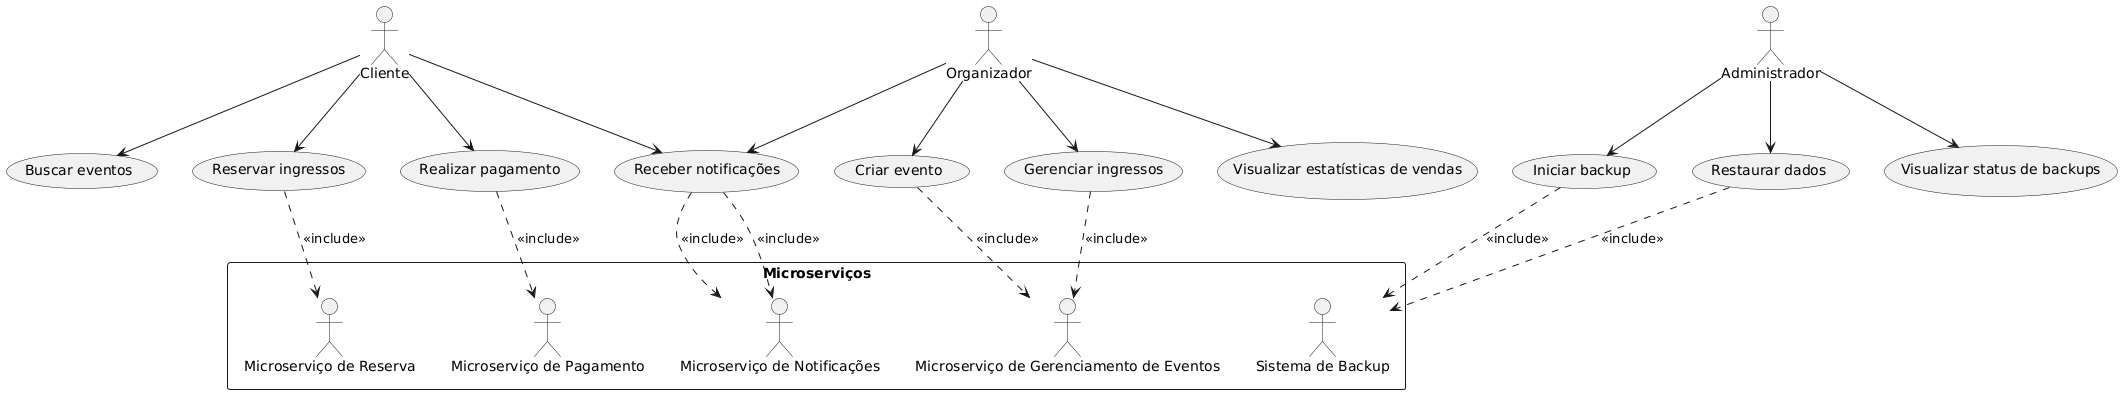 Cliente
Organizador
Administrador
Buscar eventos
Reservar ingressos
Realizar pagamento
Receber notificações
Criar evento
Gerenciar ingressos
Visualizar estatísticas de vendas
Iniciar backup
Restaurar dados
Visualizar status de backups
«include»
«include»
«include»
«include»
«include»
«include»
«include»
«include»
Microserviços
Microserviço de Reserva
Microserviço de Pagamento
Microserviço de Notificações
Microserviço de Gerenciamento de Eventos
Sistema de Backup